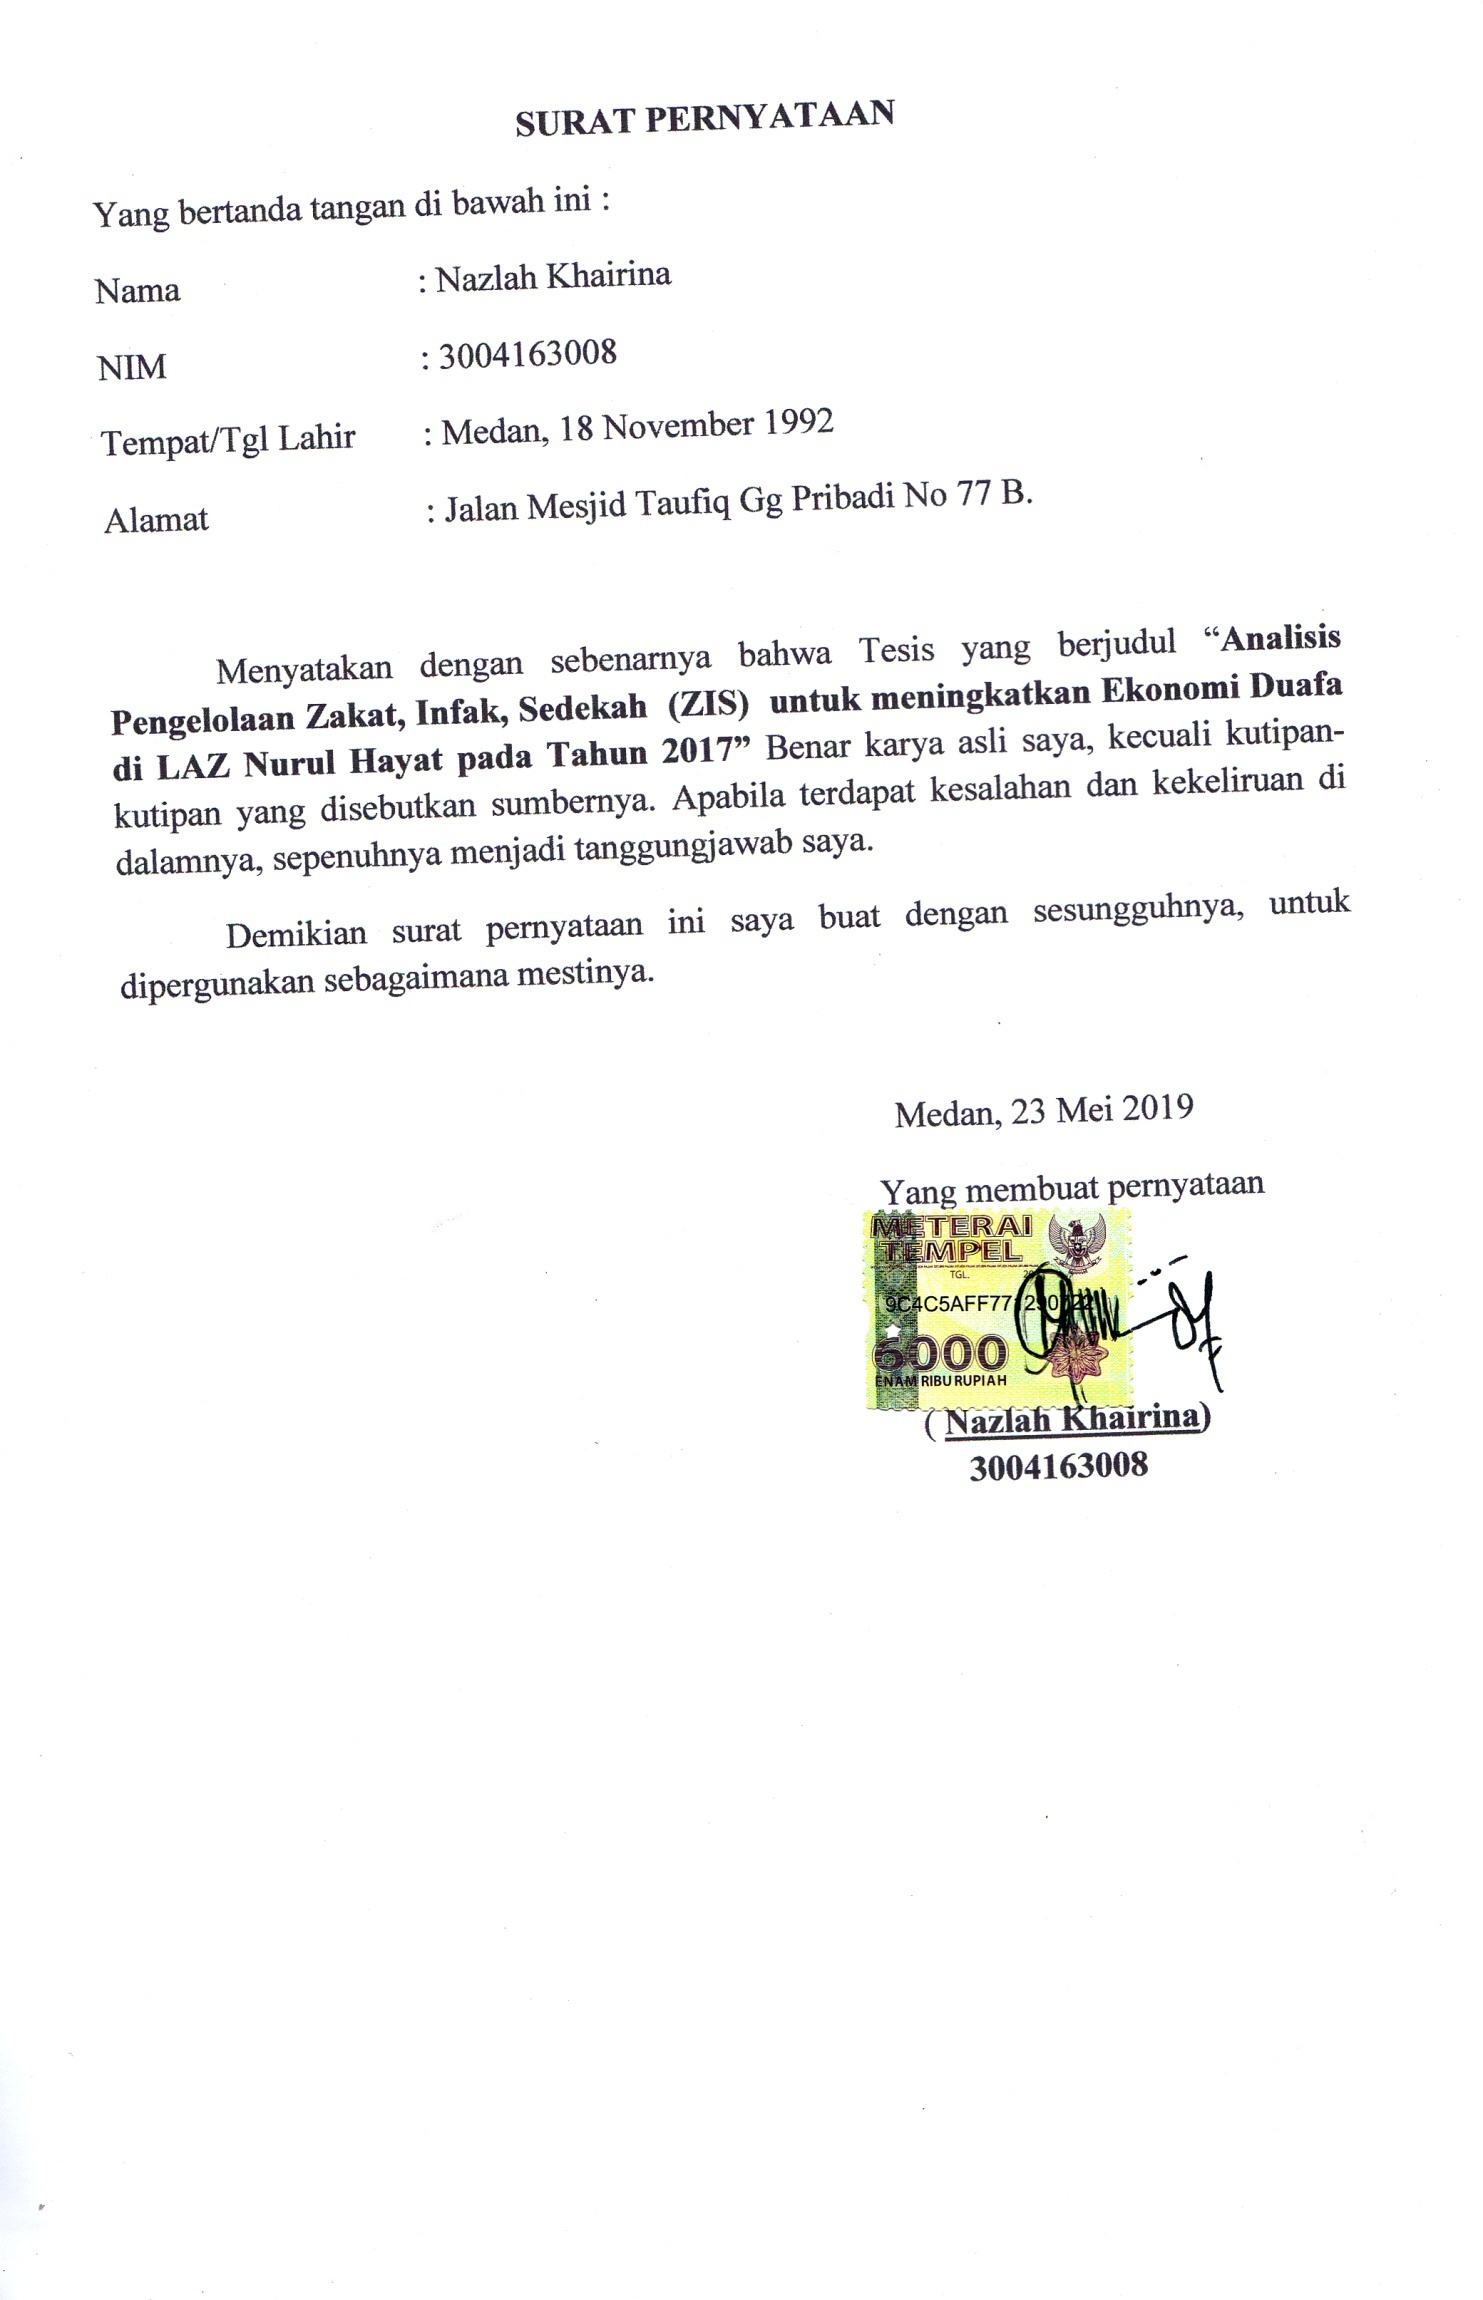 SURAT PERNYATAAN
Yang bertanda tangan di bawah ini :
Nama : Nazlah Khairina
NIM : 3004163008
Tempat/Tgl Lahir : Medan, 18 November 1992
Alamat : Jalan Mesjid Taufiq Gg Pribadi No 77 B.
Menyatakan dengan sebenarnya bahwa Tesis yang berjudul “Analisis
Pengelolaan Zakat, Infak, Sedekah (ZIS) untuk meningkatkan Ekonomi Duafa
di LAZ Nurul Hayat pada Tahun 2017” Benar karya asli saya, kecuali kutipan-
kutipan yang disebutkan sumbernya. Apabila terdapat kesalahan dan kekeliruan di
dalamnya, sepenuhnya menjadi tanggungjawab saya.
Demikian surat pernyataan ini saya buat dengan sesungguhnya, untuk
dipergunakan sebagaimana mestinya.
Medan, 23 Mei 2019
Yang membuat pernyataan
METERAI
TEMPEL
TGL.
6000
ENAM RIBU RUPIAH
( Nazlah Khairina)
3004163008